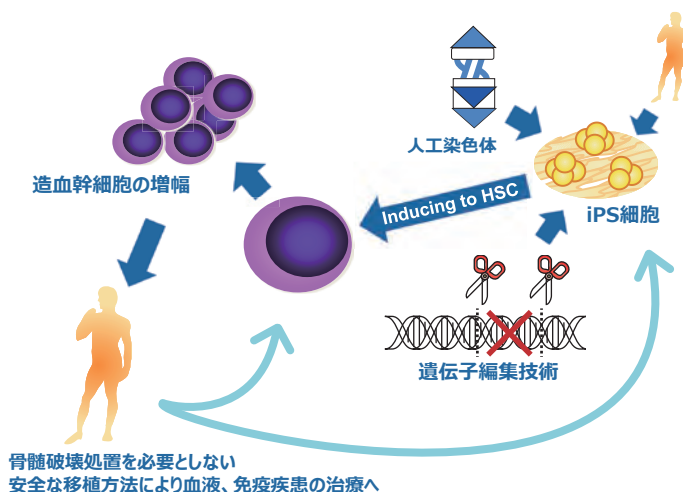 人工染色体
造血幹細胞の増幅
Inducing to HSC
iPS細胞
遺伝子編集技術
骨髄破壊処置を必要としない
安全な移植方法により血液、免疫疾患の治療へ